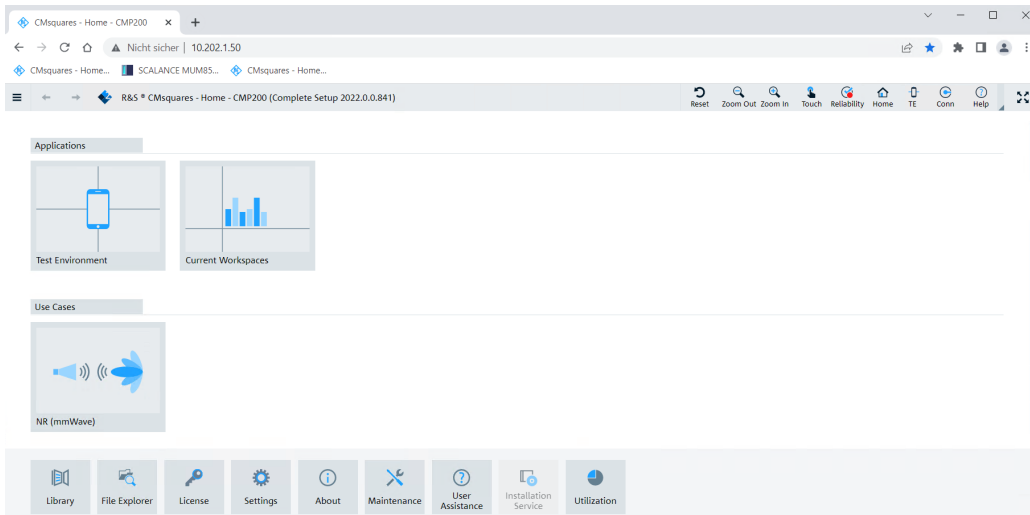 CMsquares - Home - CMP200
Nicht sicher | 10.202.1.50
CMsquares - Home... SCALANCE MUM85... CMsquares - Home...
R&S ® CMsquares - Home - CMP200 (Complete Setup 2022.0.0.841)
Reset Zoom Out Zoom In Touch Reliability Home TE Conn Help
Applications
Test Environment Current Workspaces
Use Cases
NR (mmWave)
Library File Explorer License Settings About Maintenance User Assistance Installation Service Utilization